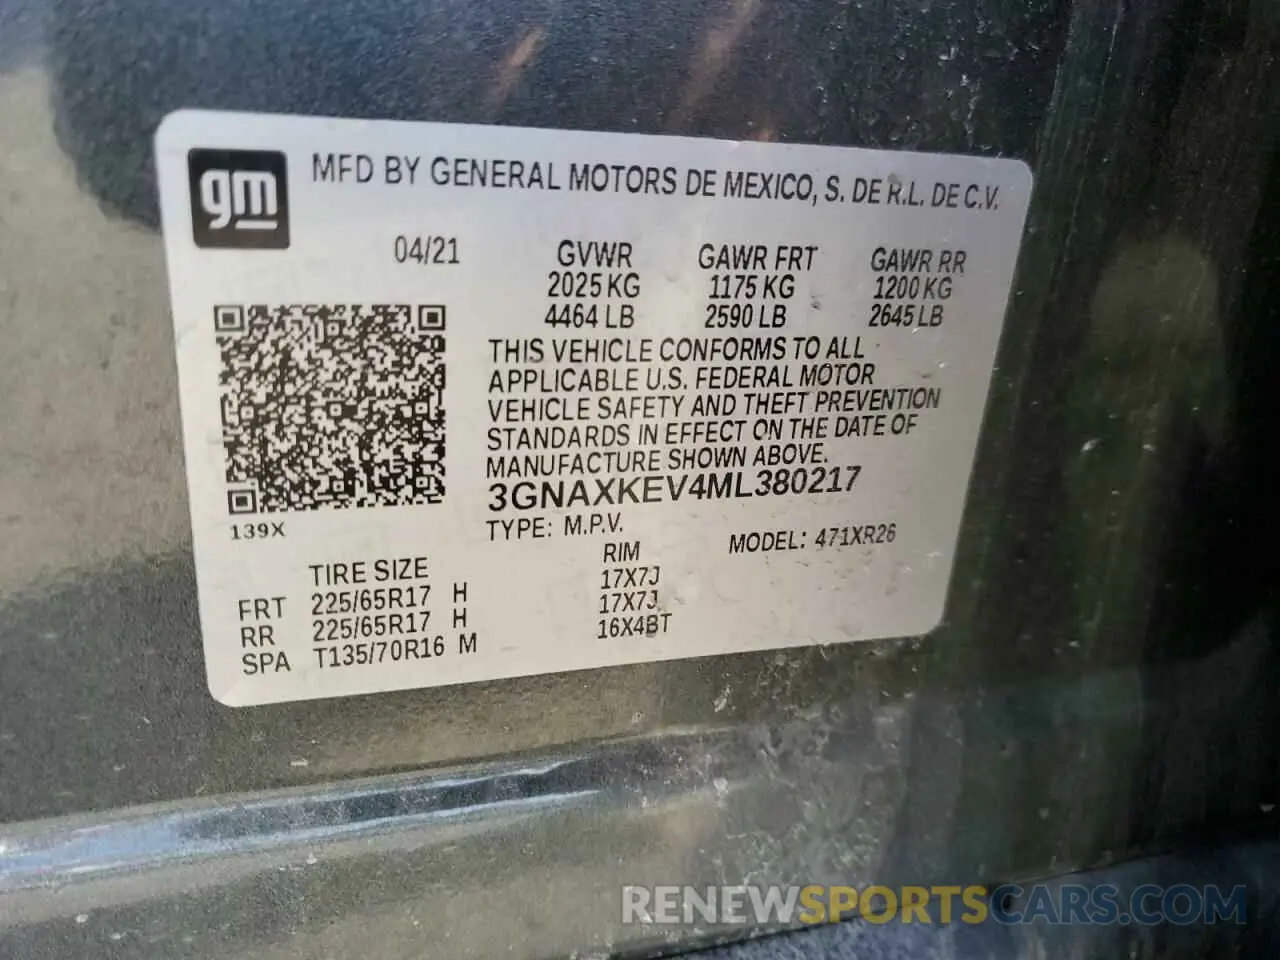 gm
MFD BY GENERAL MOTORS DE MEXICO, S. DE R.L. DE C.V.
04/21 GVWR GAWR FRT GAWR RR
2025 KG 1175 KG 1200 KG
4464 LB 2590 LB 2645 LB
THIS VEHICLE CONFORMS TO ALL
APPLICABLE U.S. FEDERAL MOTOR
VEHICLE SAFETY AND THEFT PREVENTION
STANDARDS IN EFFECT ON THE DATE OF
MANUFACTURE SHOWN ABOVE.
3GNAXKEV4ML380217
139X
TYPE: M.P.V. MODEL: 471XR26
TIRE SIZE RIM
FRT 225/65R17 H 17X7J
RR 225/65R17 H 17X7J
SPA T135/70R16 M 16X4BT
RENEWSPORTSCARS.COM